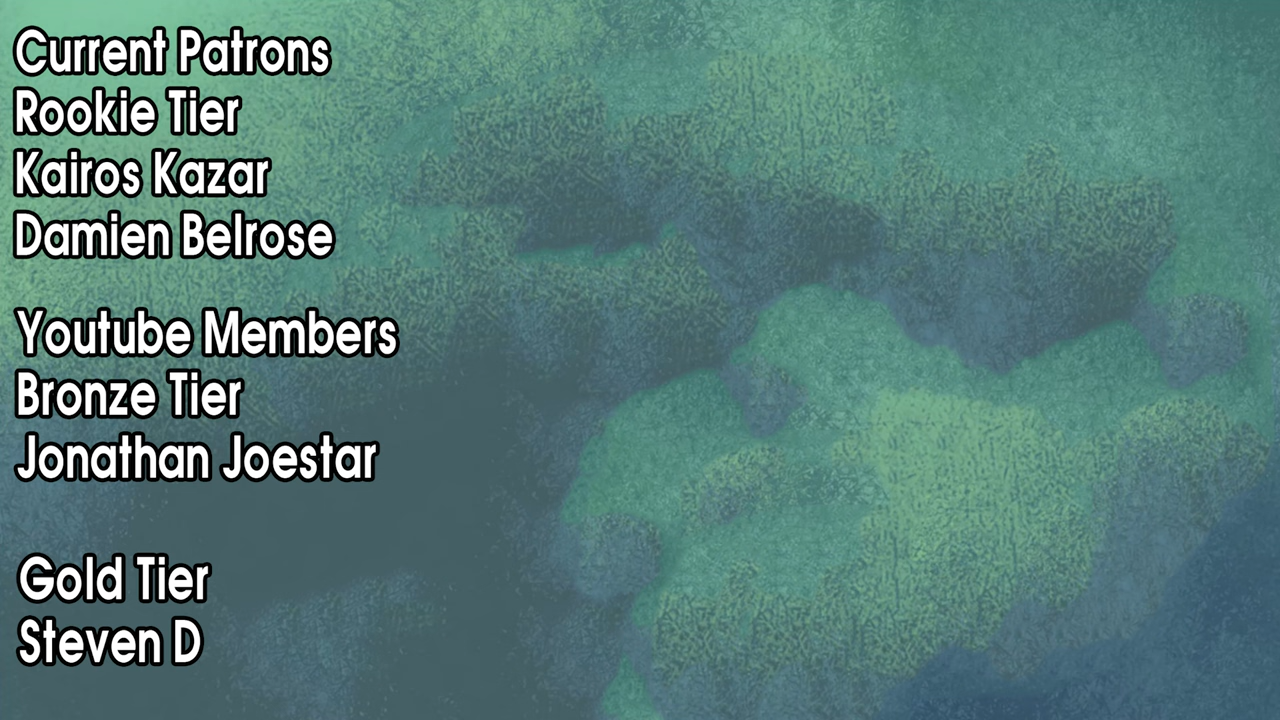 Current Patrons
Rookie Tier
Kairos Kazar
Damien Belrose
Youtube Members
Bronze Tier
Jonathan Joestar
Gold Tier
Steven D